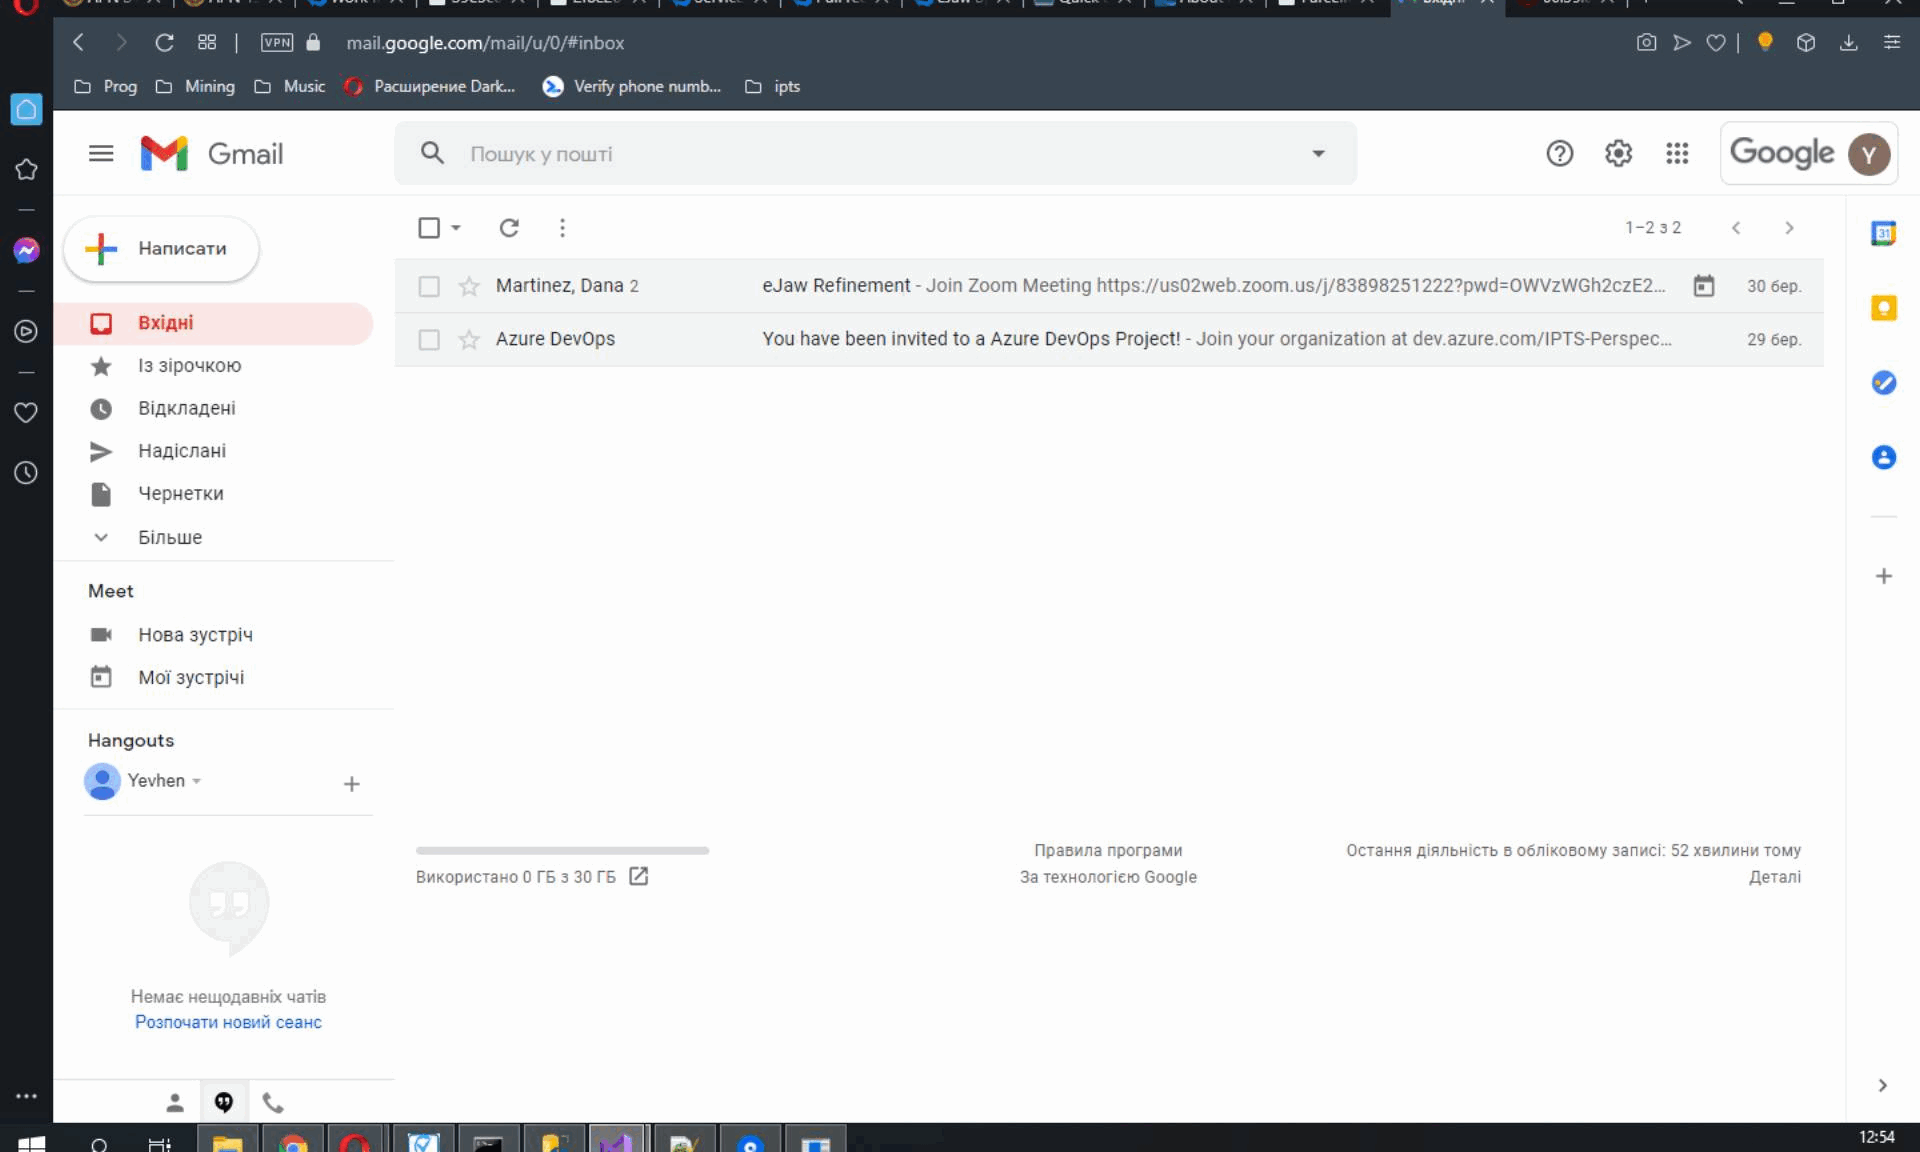 VPN
mail.google.com/mail/u/0/#inbox
Prog
Mining
Music
Расширение Dark...
Verify phone numb...
ipts
Gmail
Пошук у пошті
Google
Y
Написати
1–2 з 2
31
Martinez, Dana 2
eJaw Refinement - Join Zoom Meeting https://us02web.zoom.us/j/83898251222?pwd=OWVzWGh2czE2...
30 бер.
Azure DevOps
You have been invited to a Azure DevOps Project! - Join your organization at dev.azure.com/IPTS-Perspec...
29 бер.
Вхідні
Із зірочкою
Відкладені
Надіслані
Чернетки
Більше
Meet
Нова зустріч
Мої зустрічі
Hangouts
Yevhen
Немає нещодавніх чатів
Розпочати новий сеанс
Використано 0 ГБ з 30 ГБ
Правила програми
За технологією Google
Остання діяльність в обліковому записі: 52 хвилини тому
Деталі
12:54